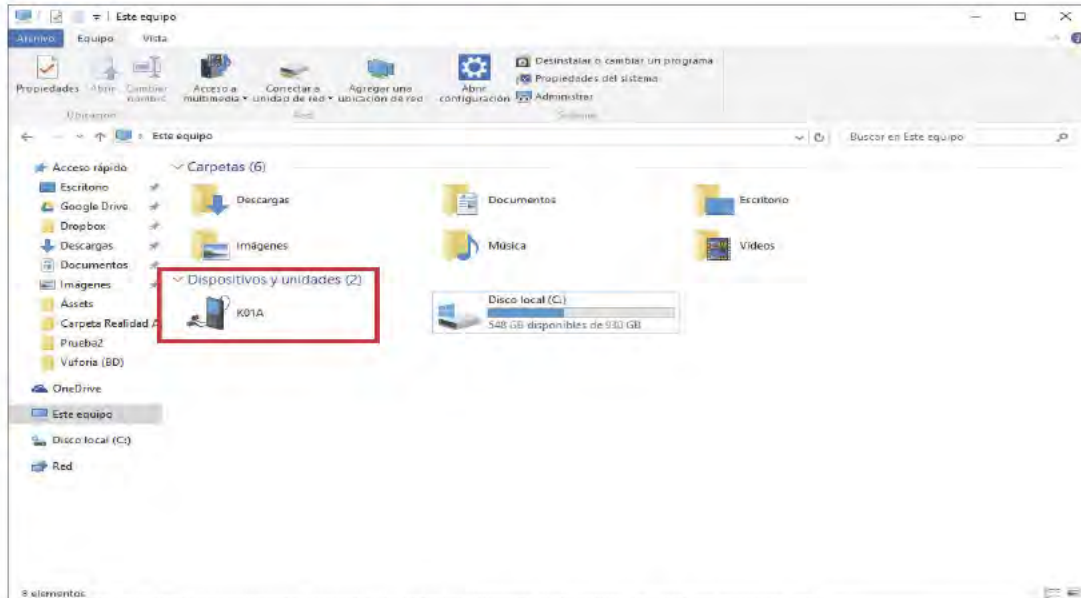 Este equipo
Archivo Equipo Vista
Propiedades Abrir Cambiar nombre
Acceso a multimedia Conectar a unidad de red Agregar una ubicación de red
Abrir configuración
Desinstalar o cambiar un programa
Propiedades del sistema
Administrar
Ubicación Red Sistema
Este equipo
Buscar en Este equipo
Acceso rápido
Escritorio
Google Drive
Dropbox
Descargas
Documentos
Imágenes
Assets
Carpeta Realidad A
Prueba2
Vuforia (BD)
OneDrive
Este equipo
Disco local (C:)
Red
Carpetas (6)
Descargas Documentos Escritorio
Imágenes Música Vídeos
Dispositivos y unidades (2)
K01A
Disco local (C:)
548 GB disponibles de 930 GB
8 elementos